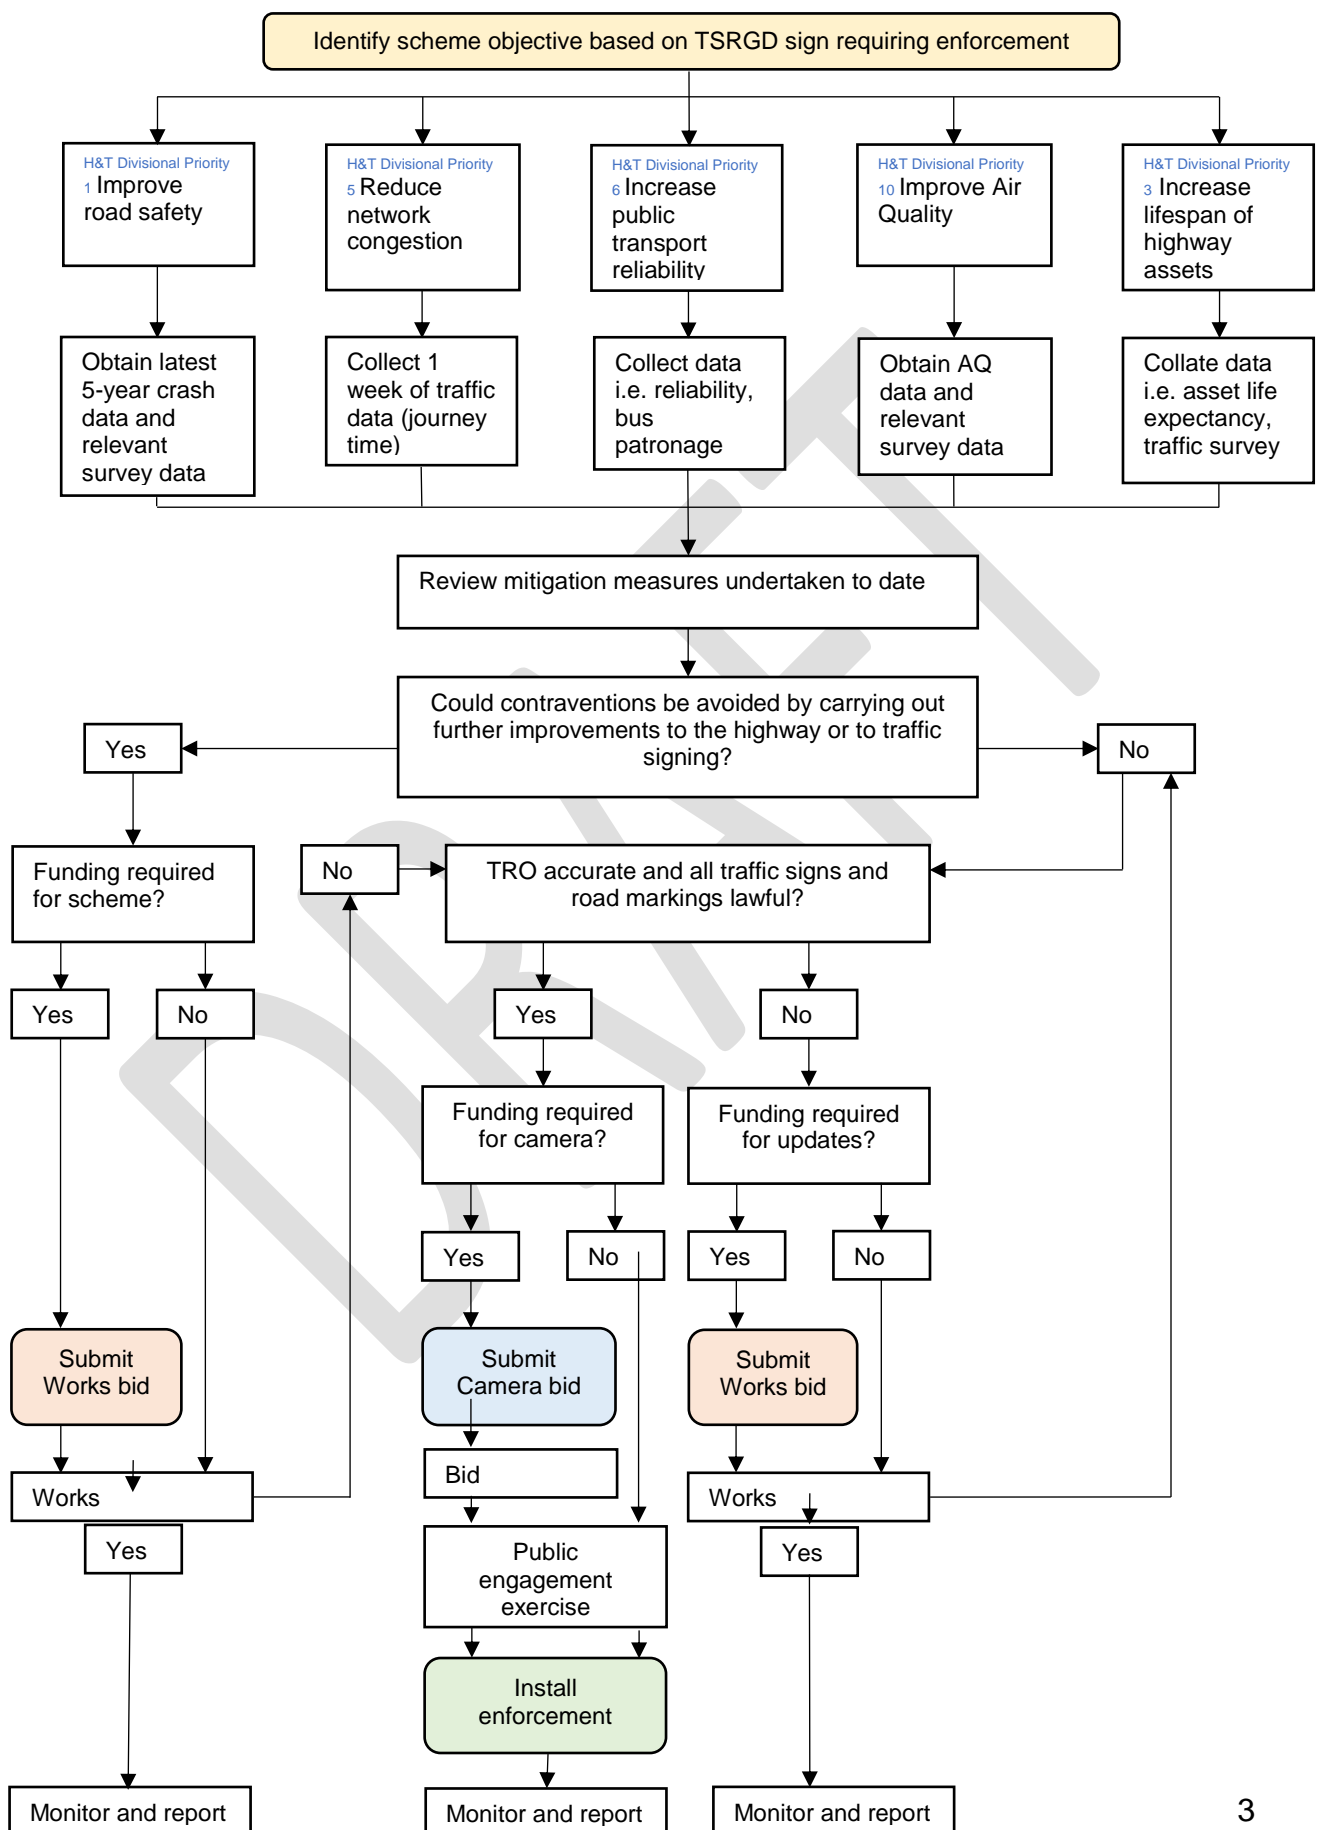 Identify scheme objective based on TSRGD sign requiring enforcement
H&T Divisional Priority
1 Improve
road safety
H&T Divisional Priority
5 Reduce
network
congestion
H&T Divisional Priority
6 Increase
public
transport
reliability
H&T Divisional Priority
10 Improve Air
Quality
H&T Divisional Priority
3 Increase
lifespan of
highway
assets
Obtain latest
5-year crash
data and
relevant
survey data
Collect 1
week of traffic
data (journey
time)
Collect data
i.e. reliability,
bus
patronage
Obtain AQ
data and
relevant
survey data
Collate data
i.e. asset life
expectancy,
traffic survey
Review mitigation measures undertaken to date
Could contraventions be avoided by carrying out
further improvements to the highway or to traffic
signing?
Yes
No
Funding required
for scheme?
No
TRO accurate and all traffic signs and
road markings lawful?
Yes
No
Yes
No
Funding required
for camera?
Funding required
for updates?
Yes
No
Yes
No
Submit
Works bid
Submit
Camera bid
Submit
Works bid
Works
Bid
Works
Yes
Public
engagement
exercise
Yes
Install
enforcement
Monitor and report
Monitor and report
Monitor and report
3
DRAFT